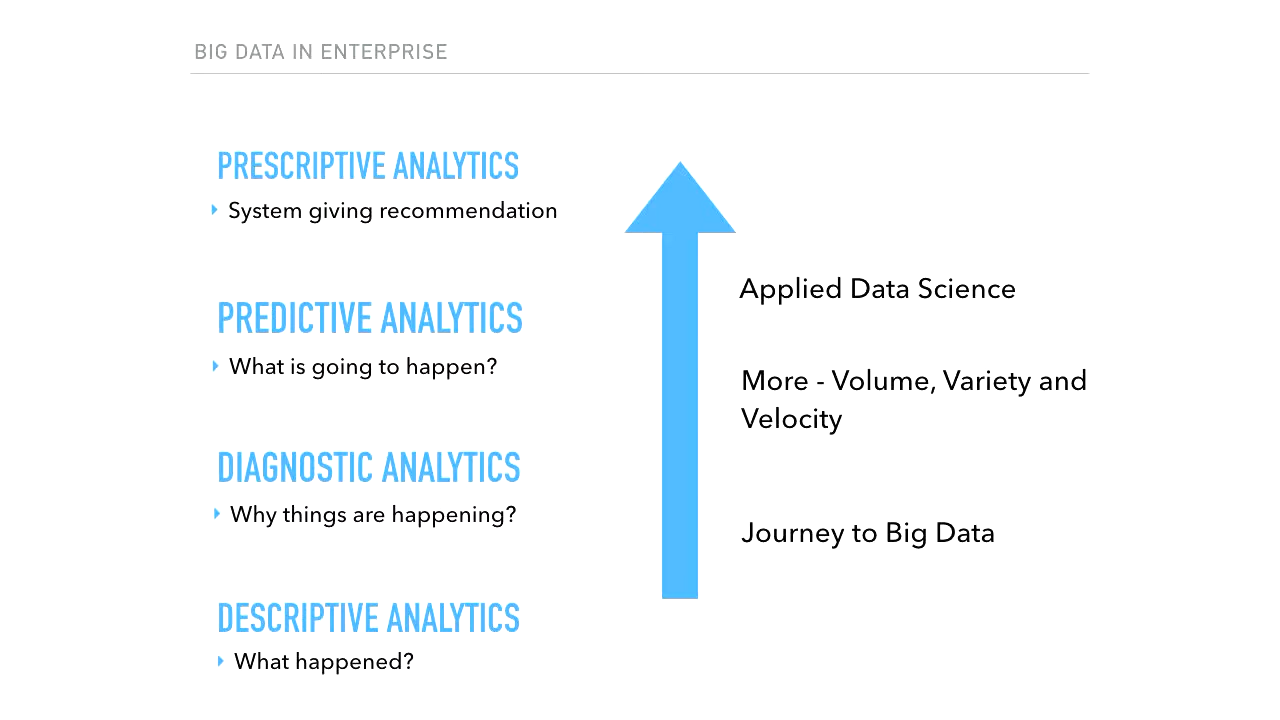 BIG DATA IN ENTERPRISE
PRESCRIPTIVE ANALYTICS
System giving recommendation
PREDICTIVE ANALYTICS
What is going to happen?
DIAGNOSTIC ANALYTICS
Why things are happening?
DESCRIPTIVE ANALYTICS
What happened?
Applied Data Science
More - Volume, Variety and
Velocity
Journey to Big Data